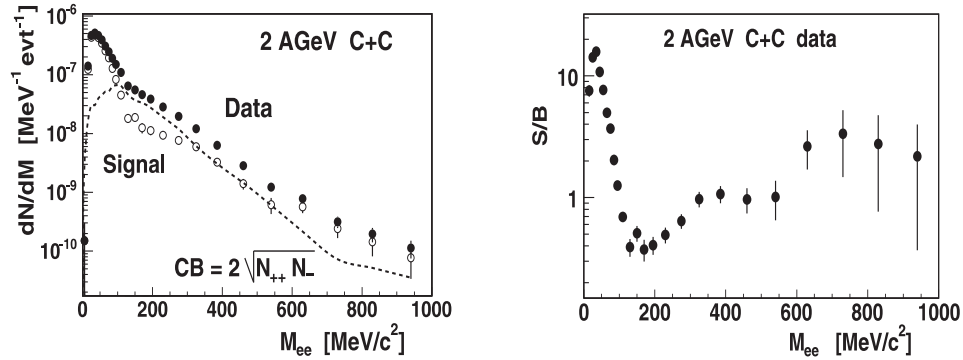 dN/dM [MeV⁻¹ evt⁻¹]
10⁻⁶
10⁻⁷
10⁻⁸
10⁻⁹
10⁻¹⁰
2 AGeV C+C
Data
Signal
CB = 2 √N₊₊ N₋
0 200 400 600 800 1000
M_ee [MeV/c²]
S/B
10
1
2 AGeV C+C data
0 200 400 600 800 1000
M_ee [MeV/c²]